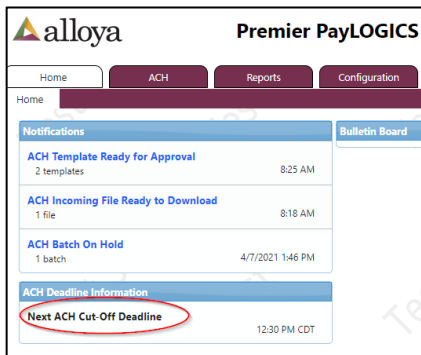 alloya
Premier PayLOGICS
Home
ACH
Reports
Configuration
Home
Notifications
Bulletin Board
ACH Template Ready for Approval
2 templates
8:25 AM
ACH Incoming File Ready to Download
1 file
8:18 AM
ACH Batch On Hold
1 batch
4/7/2021 1:46 PM
ACH Deadline Information
Next ACH Cut-Off Deadline
12:30 PM CDT